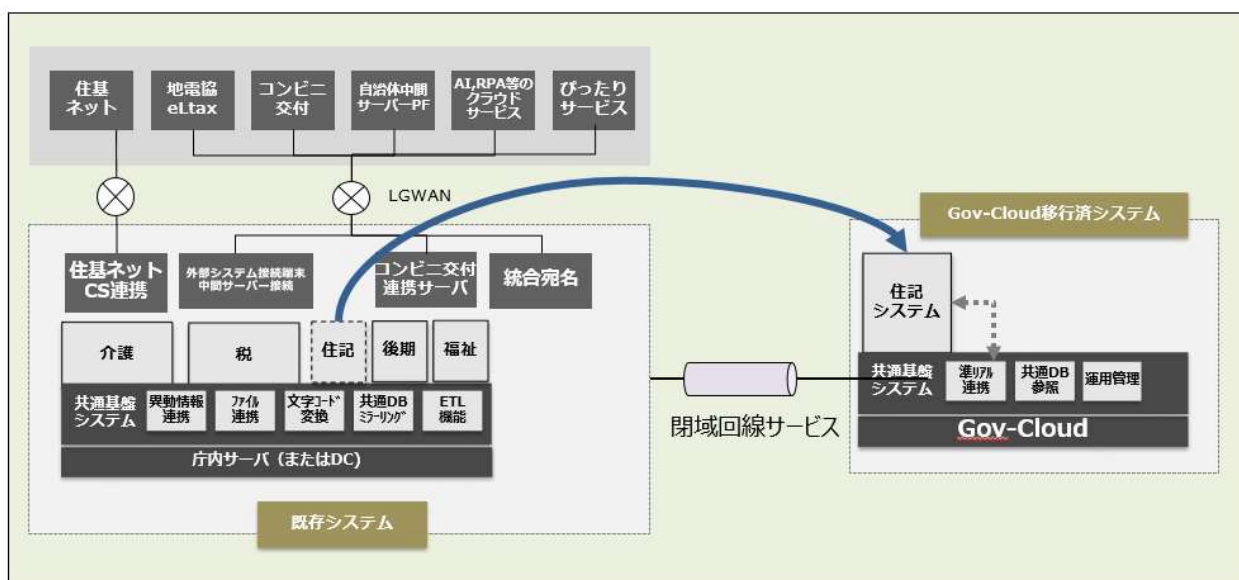 住基
ネット
地電協
eLtax
コンビニ
交付
自治体中間
サーバーPF
AI,RPA等の
クラウド
サービス
ぴったり
サービス
LGWAN
Gov-Cloud移行済システム
住基ネット
CS連携
外部システム接続端末
中間サーバー接続
コンビニ交付
連携サーバ
統合宛名
住記
システム
介護
税
住記
後期
福祉
共通基盤
システム
異動情報
連携
ファイル
連携
文字コード
変換
共通DB
ミラーリング
ETL
機能
庁内サーバ（またはDC）
既存システム
閉域回線サービス
共通基盤
システム
準リアル
連携
共通DB
参照
運用管理
Gov-Cloud